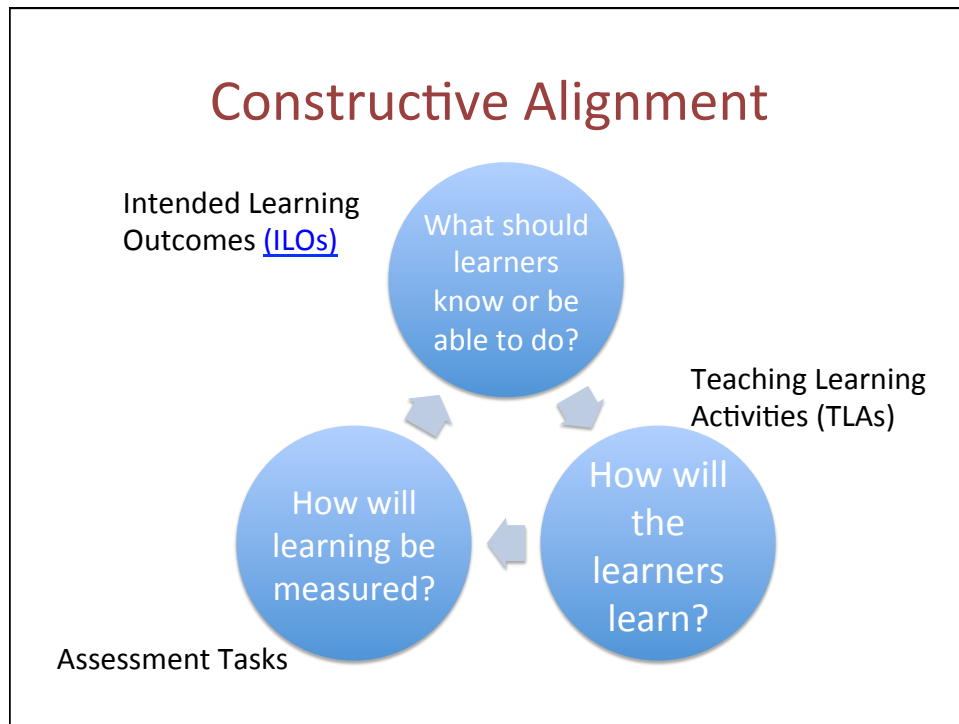 Constructive Alignment
Intended Learning
Outcomes (ILOs)
What should
learners
know or be
able to do?
Teaching Learning
Activities (TLAs)
How will
the
learners
learn?
How will
learning be
measured?
Assessment Tasks